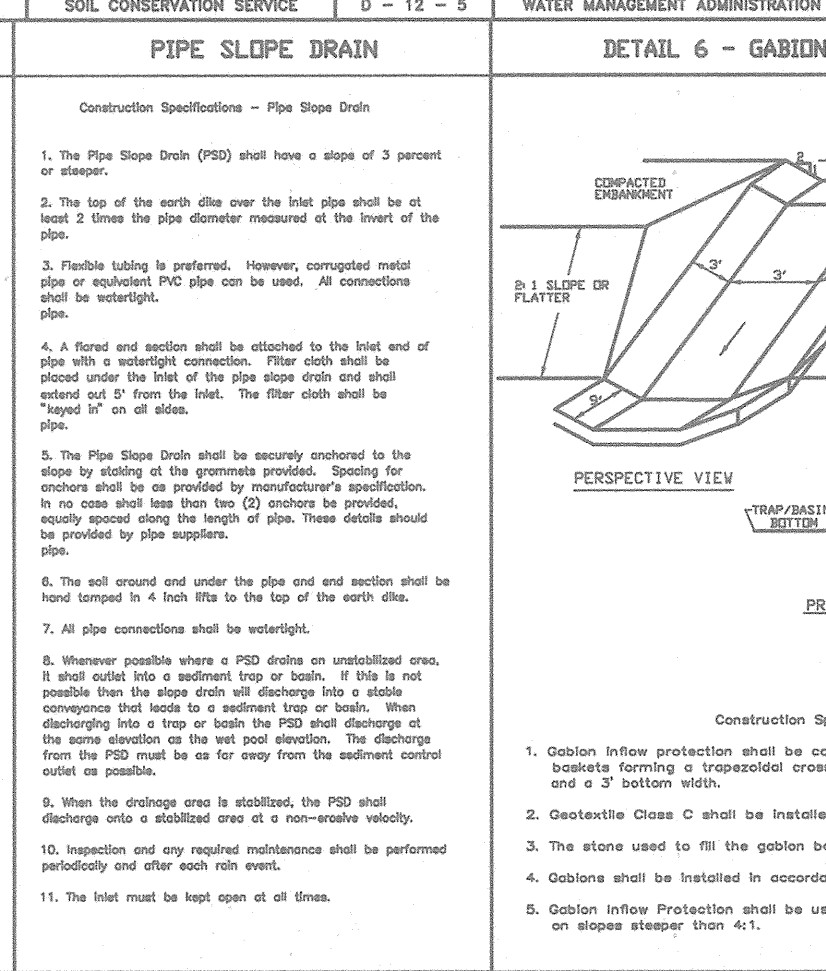 SOIL CONSERVATION SERVICE
D - 12 - 5
WATER MANAGEMENT ADMINISTRATION
PIPE SLOPE DRAIN
Construction Specifications - Pipe Slope Drain
1. The Pipe Slope Drain (PSD) shall have a slope of 3 percent
or steeper.
2. The top of the earth dike over the inlet pipe shall be at
least 2 times the pipe diameter measured at the invert of the
pipe.
3. Flexible tubing is preferred. However, corrugated metal
pipe or equivalent PVC pipe can be used. All connections
shall be watertight.
pipe.
4. A flared end section shall be attached to the inlet end of
pipe with a watertight connection. Filter cloth shall be
placed under the inlet of the pipe slope drain and shall
extend out 5' from the inlet. The filter cloth shall be
"keyed in" on all sides.
pipe.
5. The Pipe Slope Drain shall be securely anchored to the
slope by staking at the grommets provided. Spacing for
anchors shall be as provided by manufacturer's specification.
In no case shall less than two (2) anchors be provided,
equally spaced along the length of pipe. These details should
be provided by pipe suppliers.
pipe.
6. The soil around and under the pipe and end section shall be
hand tamped in 4 inch lifts to the top of the earth dike.
7. All pipe connections shall be watertight.
8. Whenever possible where a PSD drains an unstabilized area,
it shall outlet into a sediment trap or basin. If this is not
possible then the slope drain will discharge into a stable
conveyance that leads to a sediment trap or basin. When
discharging into a trap or basin the PSD shall discharge at
the same elevation as the wet pool elevation. The discharge
from the PSD must be as far away from the sediment control
outlet as possible.
9. When the drainage area is stabilized, the PSD shall
discharge onto a stabilized area at a non-erosive velocity.
10. Inspection and any required maintenance shall be performed
periodically and after each rain event.
11. The inlet must be kept open at all times.
DETAIL 6 - GABION
2
1
COMPACTED
EMBANKMENT
3'
3'
2:1 SLOPE OR
FLATTER
9'
PERSPECTIVE VIEW
TRAP/BASIN
BOTTOM
PR
Construction Sp
1. Gabion inflow protection shall be co
baskets forming a trapezoidal cross
and a 3' bottom width.
2. Geotextile Class C shall be installe
3. The stone used to fill the gabion ba
4. Gabions shall be installed in accorda
5. Gabion Inflow Protection shall be us
on slopes steeper than 4:1.